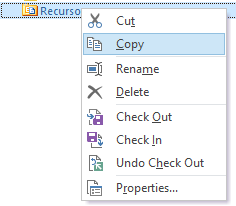 Recurso
Cut
Copy
Rename
Delete
Check Out
Check In
Undo Check Out
Properties...